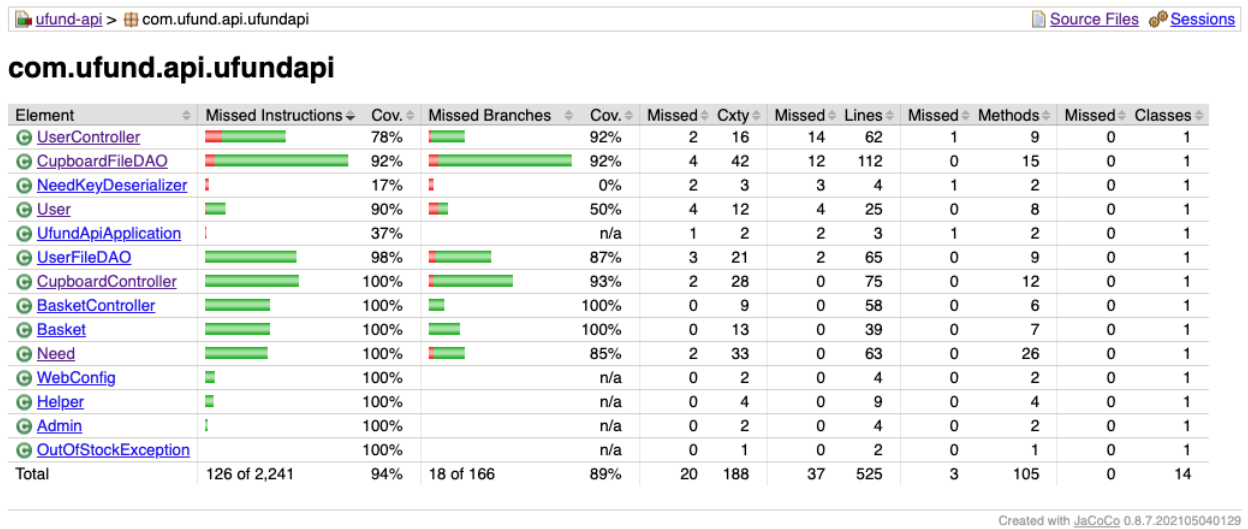 ufund-api > com.ufund.api.ufundapi Source Files Sessions
com.ufund.api.ufundapi
Element Missed Instructions Cov. Missed Branches Cov. Missed Cxty Missed Lines Missed Methods Missed Classes
UserController 78% 92% 2 16 14 62 1 9 0 1
CupboardFileDAO 92% 92% 4 42 12 112 0 15 0 1
NeedKeyDeserializer 17% 0% 2 3 3 4 1 2 0 1
User 90% 50% 4 12 4 25 0 8 0 1
UfundApiApplication 37% n/a 1 2 2 3 1 2 0 1
UserFileDAO 98% 87% 3 21 2 65 0 9 0 1
CupboardController 100% 93% 2 28 0 75 0 12 0 1
BasketController 100% 100% 0 9 0 58 0 6 0 1
Basket 100% 100% 0 13 0 39 0 7 0 1
Need 100% 85% 2 33 0 63 0 26 0 1
WebConfig 100% n/a 0 2 0 4 0 2 0 1
Helper 100% n/a 0 4 0 9 0 4 0 1
Admin 100% n/a 0 2 0 4 0 2 0 1
OutOfStockException 100% n/a 0 1 0 2 0 1 0 1
Total 126 of 2,241 94% 18 of 166 89% 20 188 37 525 3 105 0 14
Created with JaCoCo 0.8.7.202105040129